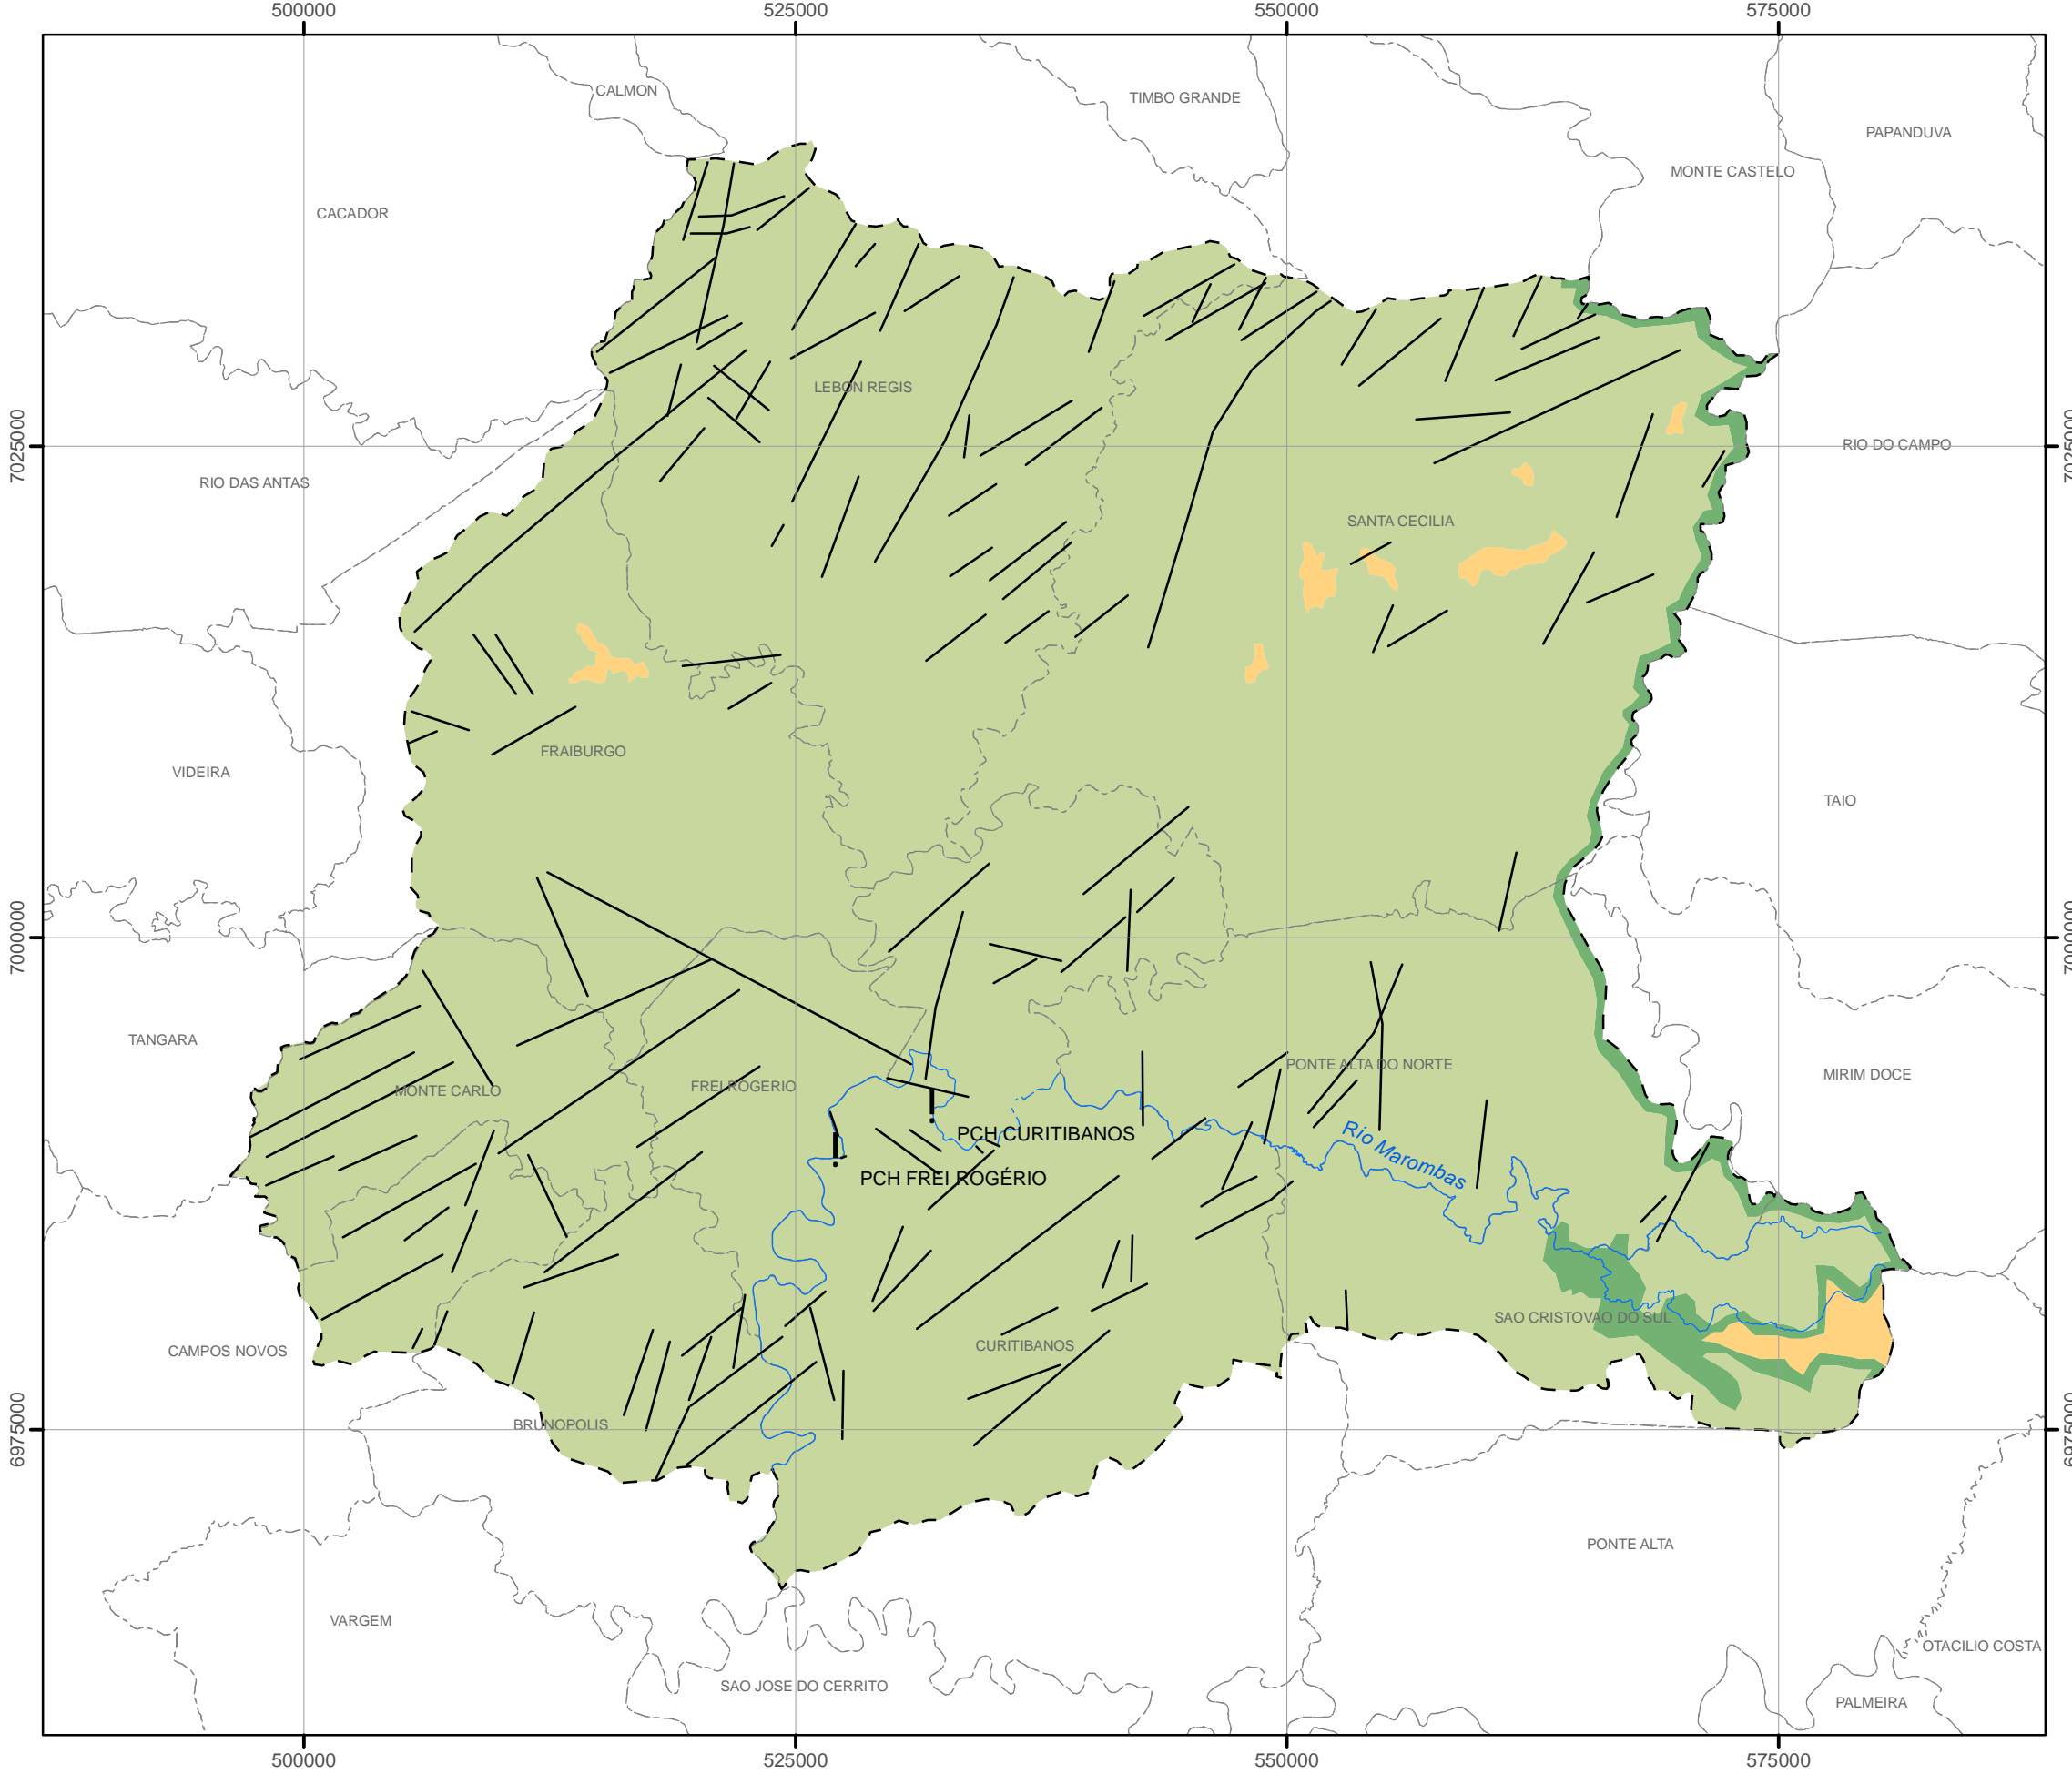 500000
525000
550000
575000
CALMON
TIMBO GRANDE
PAPANDUVA
MONTE CASTELO
CACADOR
LEBON REGIS
7025000
7025000
RIO DO CAMPO
RIO DAS ANTAS
SANTA CECILIA
FRAIBURGO
VIDEIRA
TAIO
7000000
7000000
TANGARA
PONTE ALTA DO NORTE
MIRIM DOCE
MONTE CARLO
FREI ROGERIO
PCH CURITIBANOS
Rio Marombas
PCH FREI ROGÉRIO
SAO CRISTOVAO DO SUL
CURITIBANOS
CAMPOS NOVOS
BRUNOPOLIS
6975000
6975000
PONTE ALTA
VARGEM
OTACILIO COSTA
SAO JOSE DO CERRITO
PALMEIRA
500000
525000
550000
575000